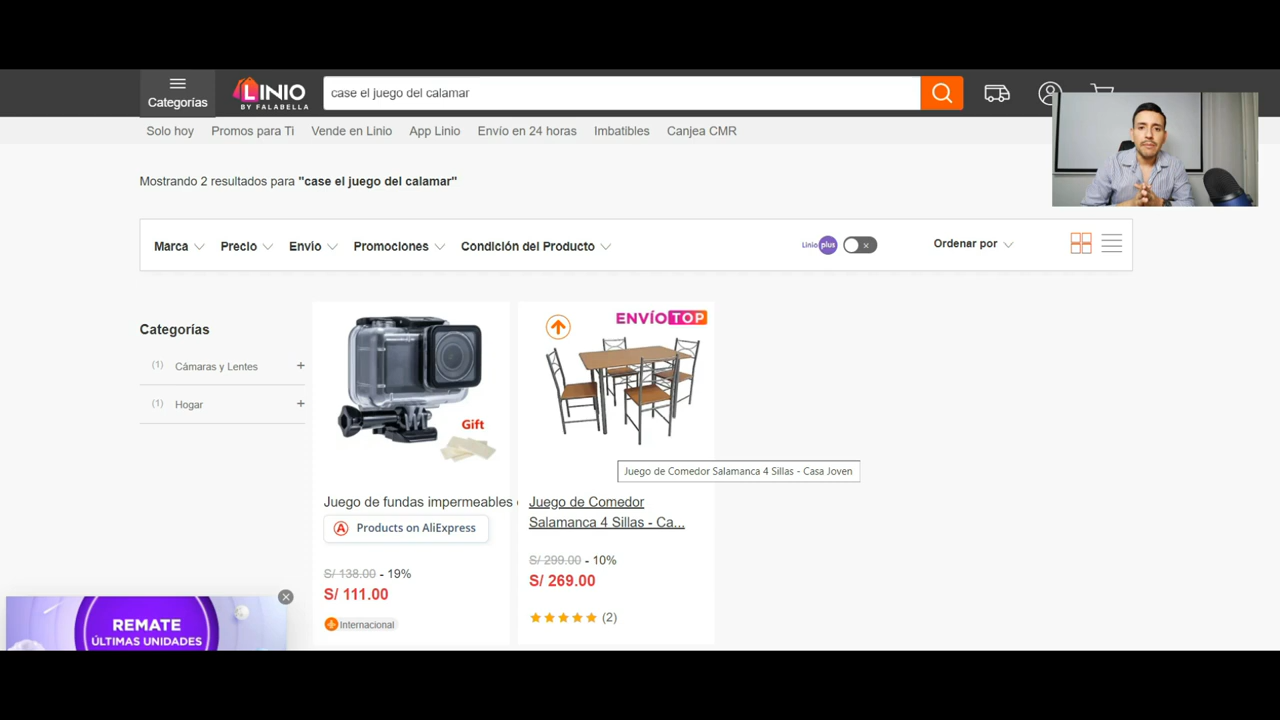 Categorías
LINIO
BY FALABELLA
case el juego del calamar
Solo hoy Promos para Ti Vende en Linio App Linio Envío en 24 horas Imbatibles Canjea CMR
Mostrando 2 resultados para "case el juego del calamar"
Marca Precio Envio Promociones Condición del Producto Linio plus Ordenar por
Categorías
(1) Cámaras y Lentes +
(1) Hogar +
Gift
Juego de fundas impermeables
Products on AliExpress
S/ 138.00 - 19%
S/ 111.00
Internacional
ENVÍO TOP
Juego de Comedor Salamanca 4 Sillas - Casa Joven
Juego de Comedor
Salamanca 4 Sillas - Ca...
S/ 299.00 - 10%
S/ 269.00
(2)
REMATE
ÚLTIMAS UNIDADES